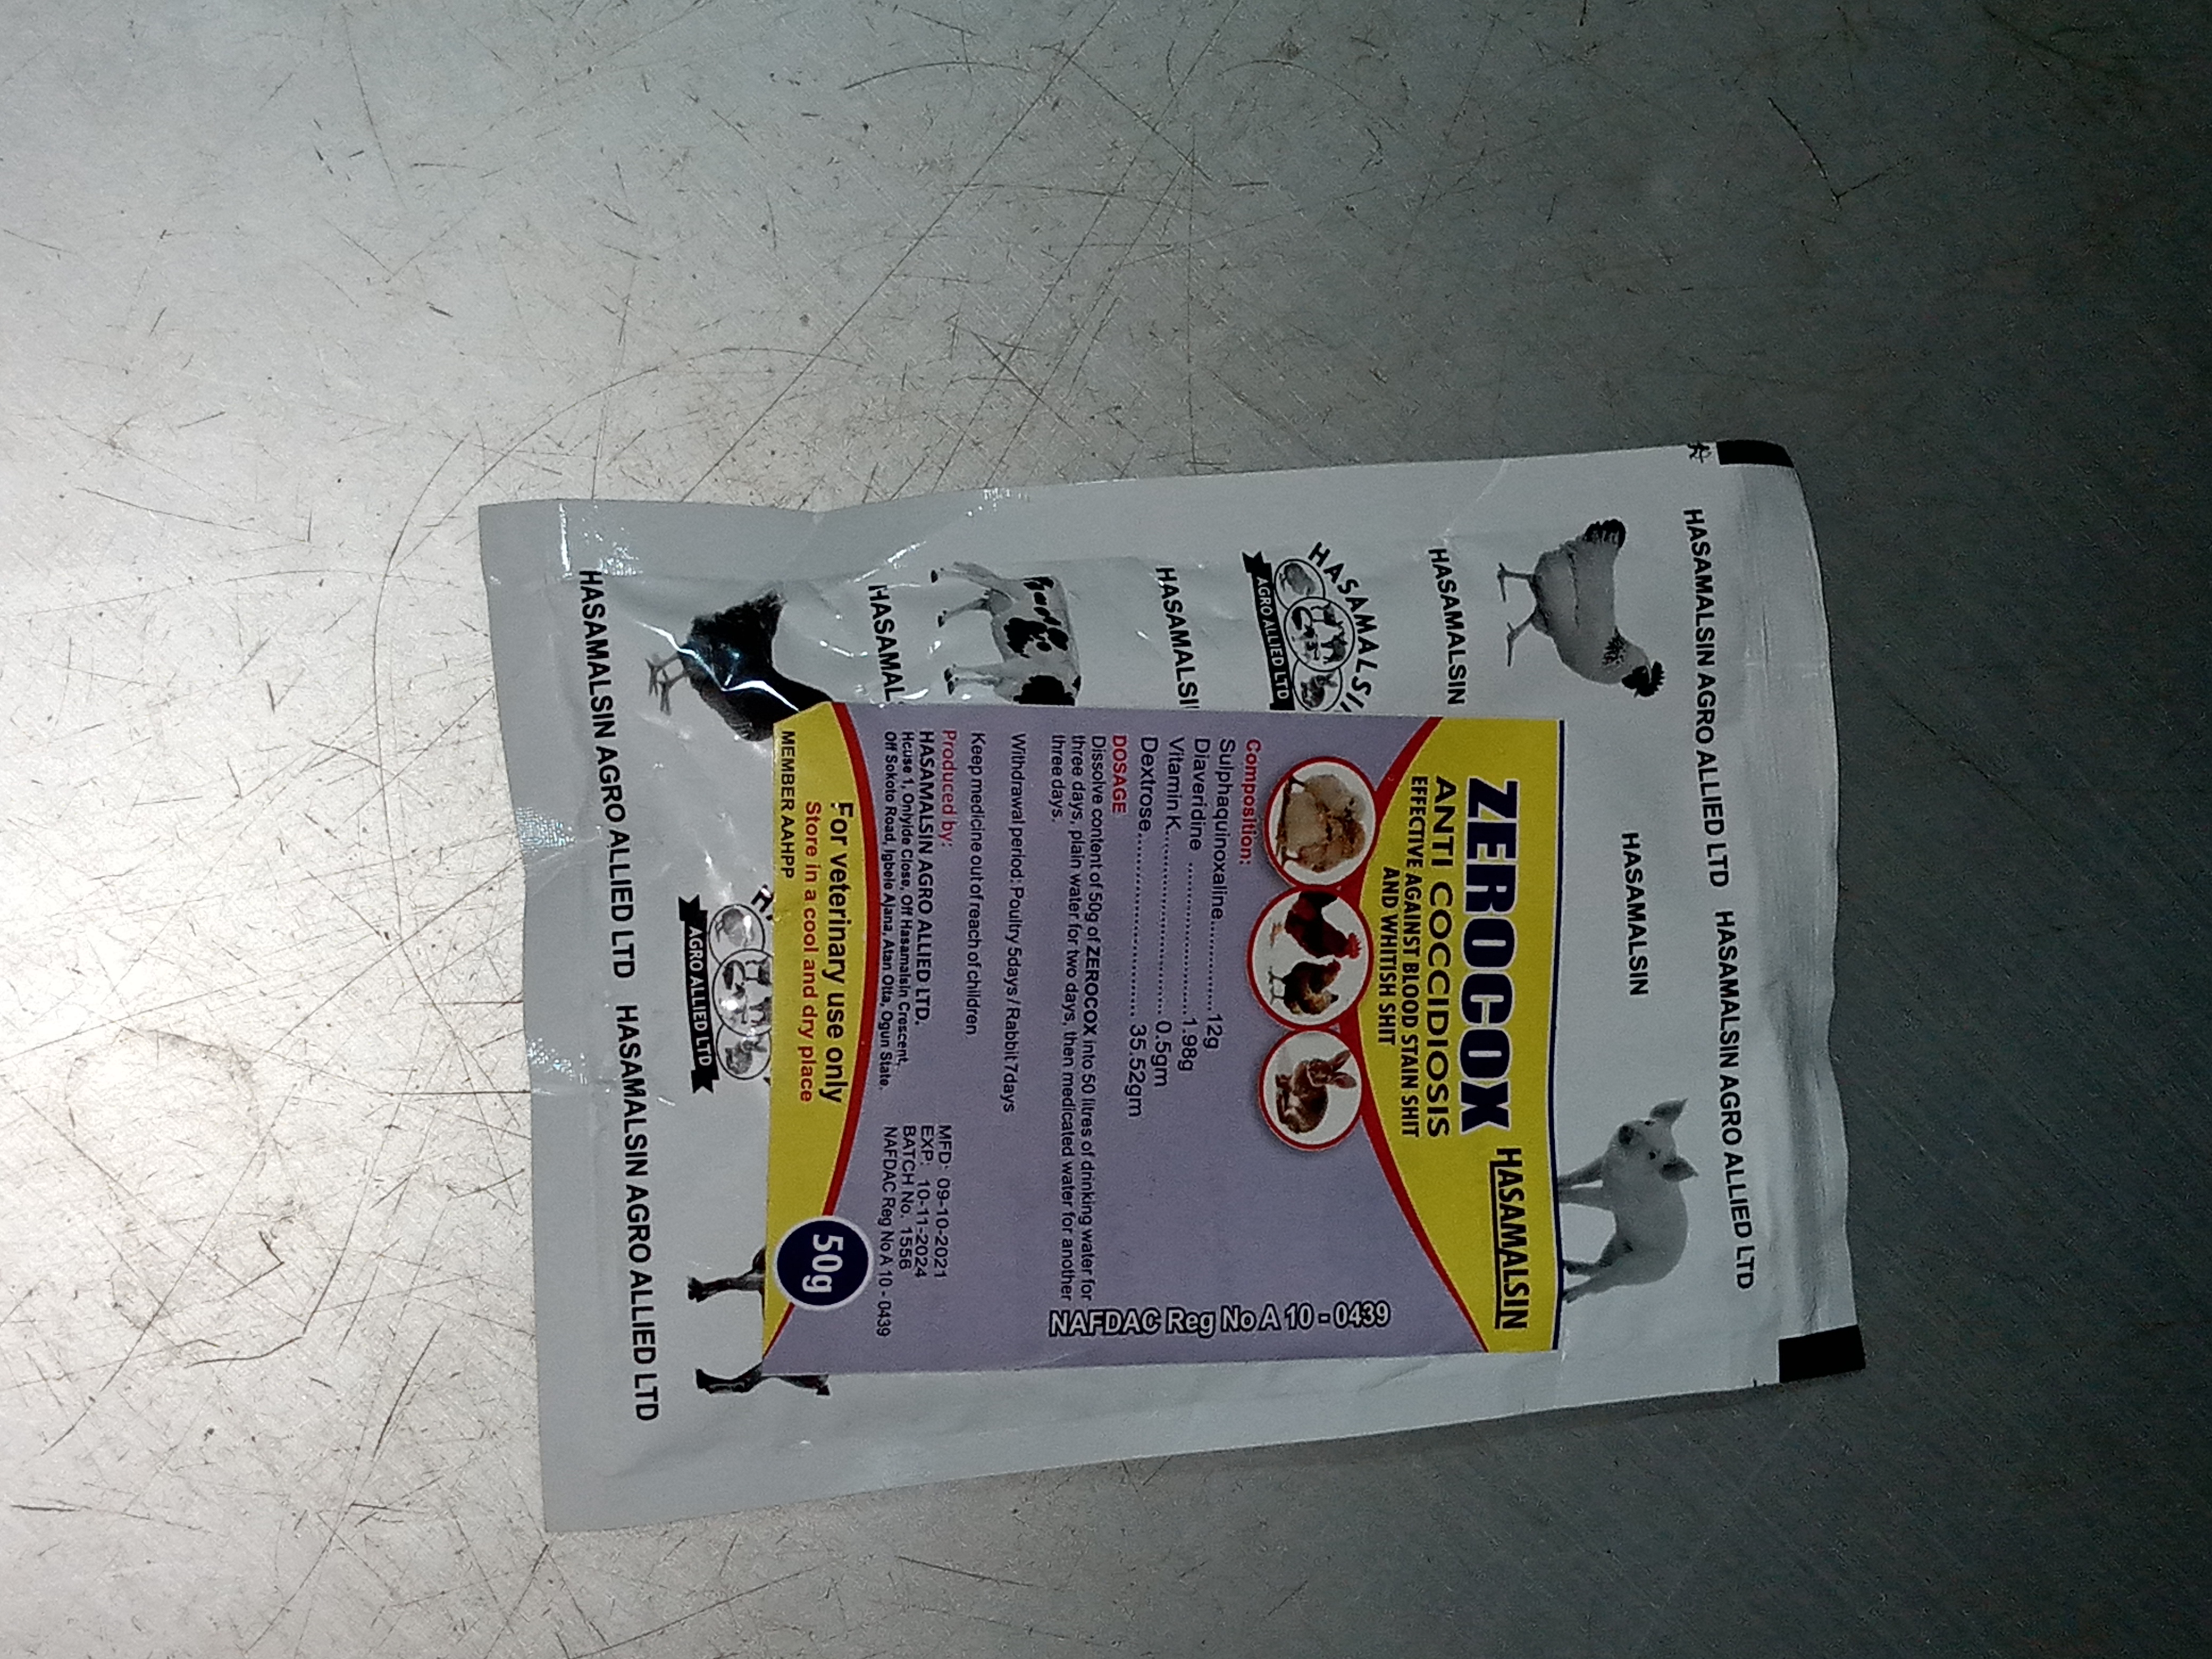 HASAMALSIN AGRO ALLIED LTD HASAMALSIN AGRO ALLIED LTD
HASAMALSIN
HASAMALSIN
HASAMALSI
AGRO ALLIED LTD
HASAMALSI
HASAMAL
ZEROCOX HASAMALSIN
ANTI COCCIDIOSIS
EFFECTIVE AGAINST BLOOD STAIN SHIT
AND WHITISH SHIT
Composition:
Sulphaquinoxaline................12g
Diaveridine ......................1.98g
Vitamin K.......................... 0.5gm
Dextrose........................... 35.52gm
NAFDAC Reg No A 10 - 0439
DOSAGE
Dissolve content of 50g of ZEROCOX into 50 litres of drinking water for
three days, plain water for two days, then medicated water for another
three days.
Withdrawal period: Poultry 5days / Rabbit 7days
Keep medicine out of reach of children
Produced by:
HASAMALSIN AGRO ALLIED LTD.
House 1, Onlyido Close, Off Hasamalsin Crescent,
Off Sokoto Road, Igbele Ajana, Atan Otta, Ogun State.
MFD: 09-10-2021
EXP: 10-11-2024
BATCH No. 1556
NAFDAC Reg No A 10 - 0439
For veterinary use only
Store in a cool and dry place
MEMBER AAHPP
50g
AGRO ALLIED LTD
HASAMALSIN AGRO ALLIED LTD HASAMALSIN AGRO ALLIED LTD